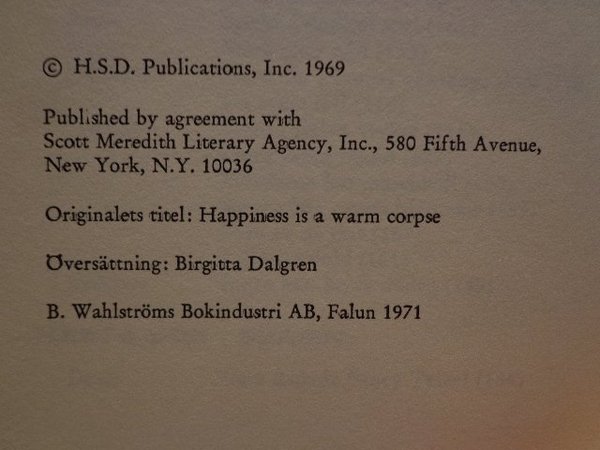 © H.S.D. Publications, Inc. 1969
Published by agreement with
Scott Meredith Literary Agency, Inc., 580 Fifth Avenue,
New York, N.Y. 10036
Originalets titel: Happiness is a warm corpse
Översättning: Birgitta Dalgren
B. Wahlströms Bokindustri AB, Falun 1971